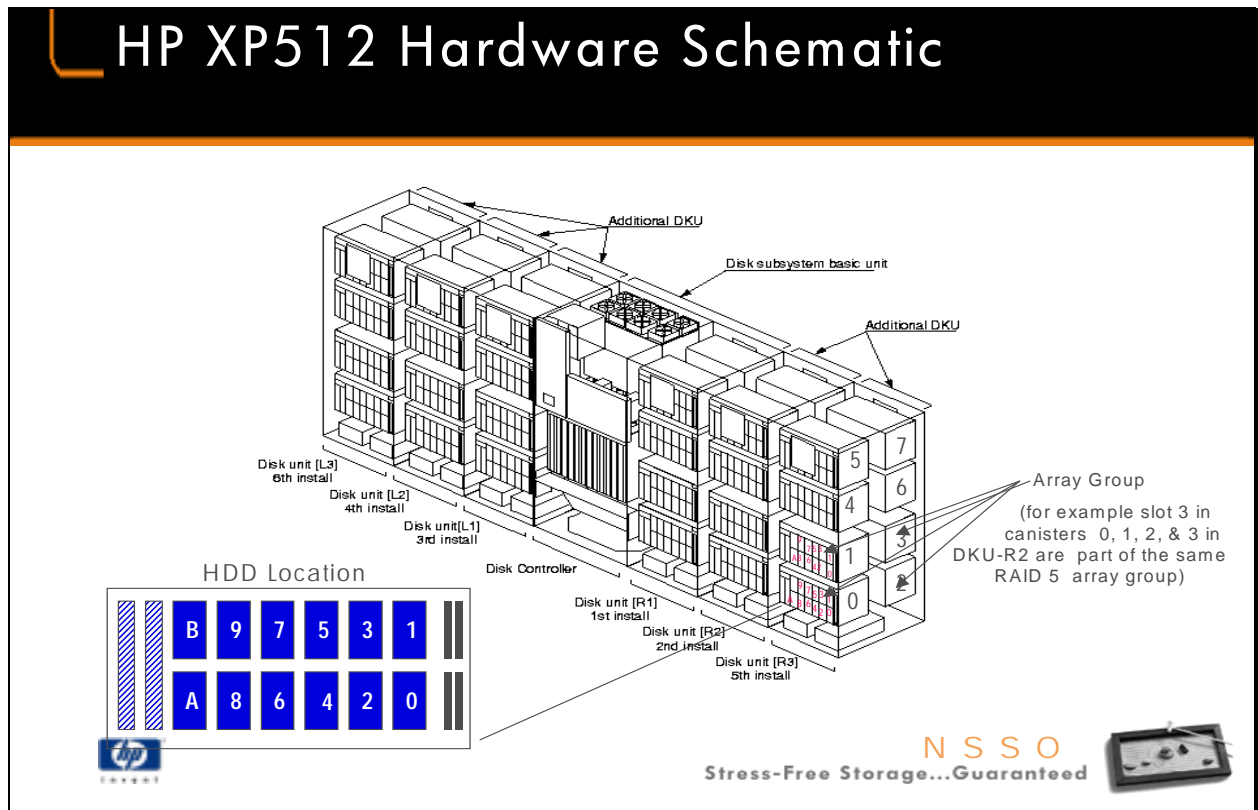 HP XP512 Hardware Schematic
Additional DKU
Disk subsystem basic unit
Additional DKU
5
7
4
6
1
3
0
2
Array Group
(for example slot 3 in
canisters 0, 1, 2, & 3 in
DKU-R2 are part of the same
RAID 5 array group)
Disk unit [L3]
6th install
Disk unit [L2]
4th install
Disk unit[L1]
3rd install
Disk Controller
Disk unit [R1]
1st install
Disk unit [R2]
2nd install
Disk unit [R3]
5th install
HDD Location
B 9 7 5 3 1
A 8 6 4 2 0
hp
invent
NSSO
Stress-Free Storage...Guaranteed